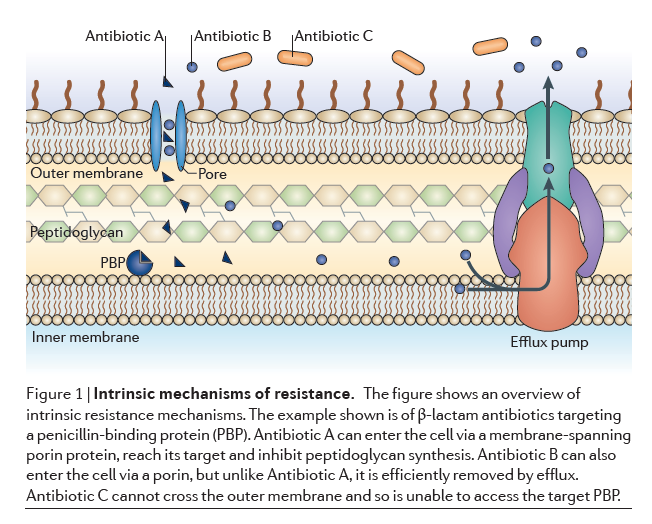 Antibiotic A
Antibiotic B
Antibiotic C
Outer membrane
Pore
Peptidoglycan
PBP
Inner membrane
Efflux pump
Figure 1 | Intrinsic mechanisms of resistance. The figure shows an overview of
intrinsic resistance mechanisms. The example shown is of β-lactam antibiotics targeting
a penicillin-binding protein (PBP). Antibiotic A can enter the cell via a membrane-spanning
porin protein, reach its target and inhibit peptidoglycan synthesis. Antibiotic B can also
enter the cell via a porin, but unlike Antibiotic A, it is efficiently removed by efflux.
Antibiotic C cannot cross the outer membrane and so is unable to access the target PBP.